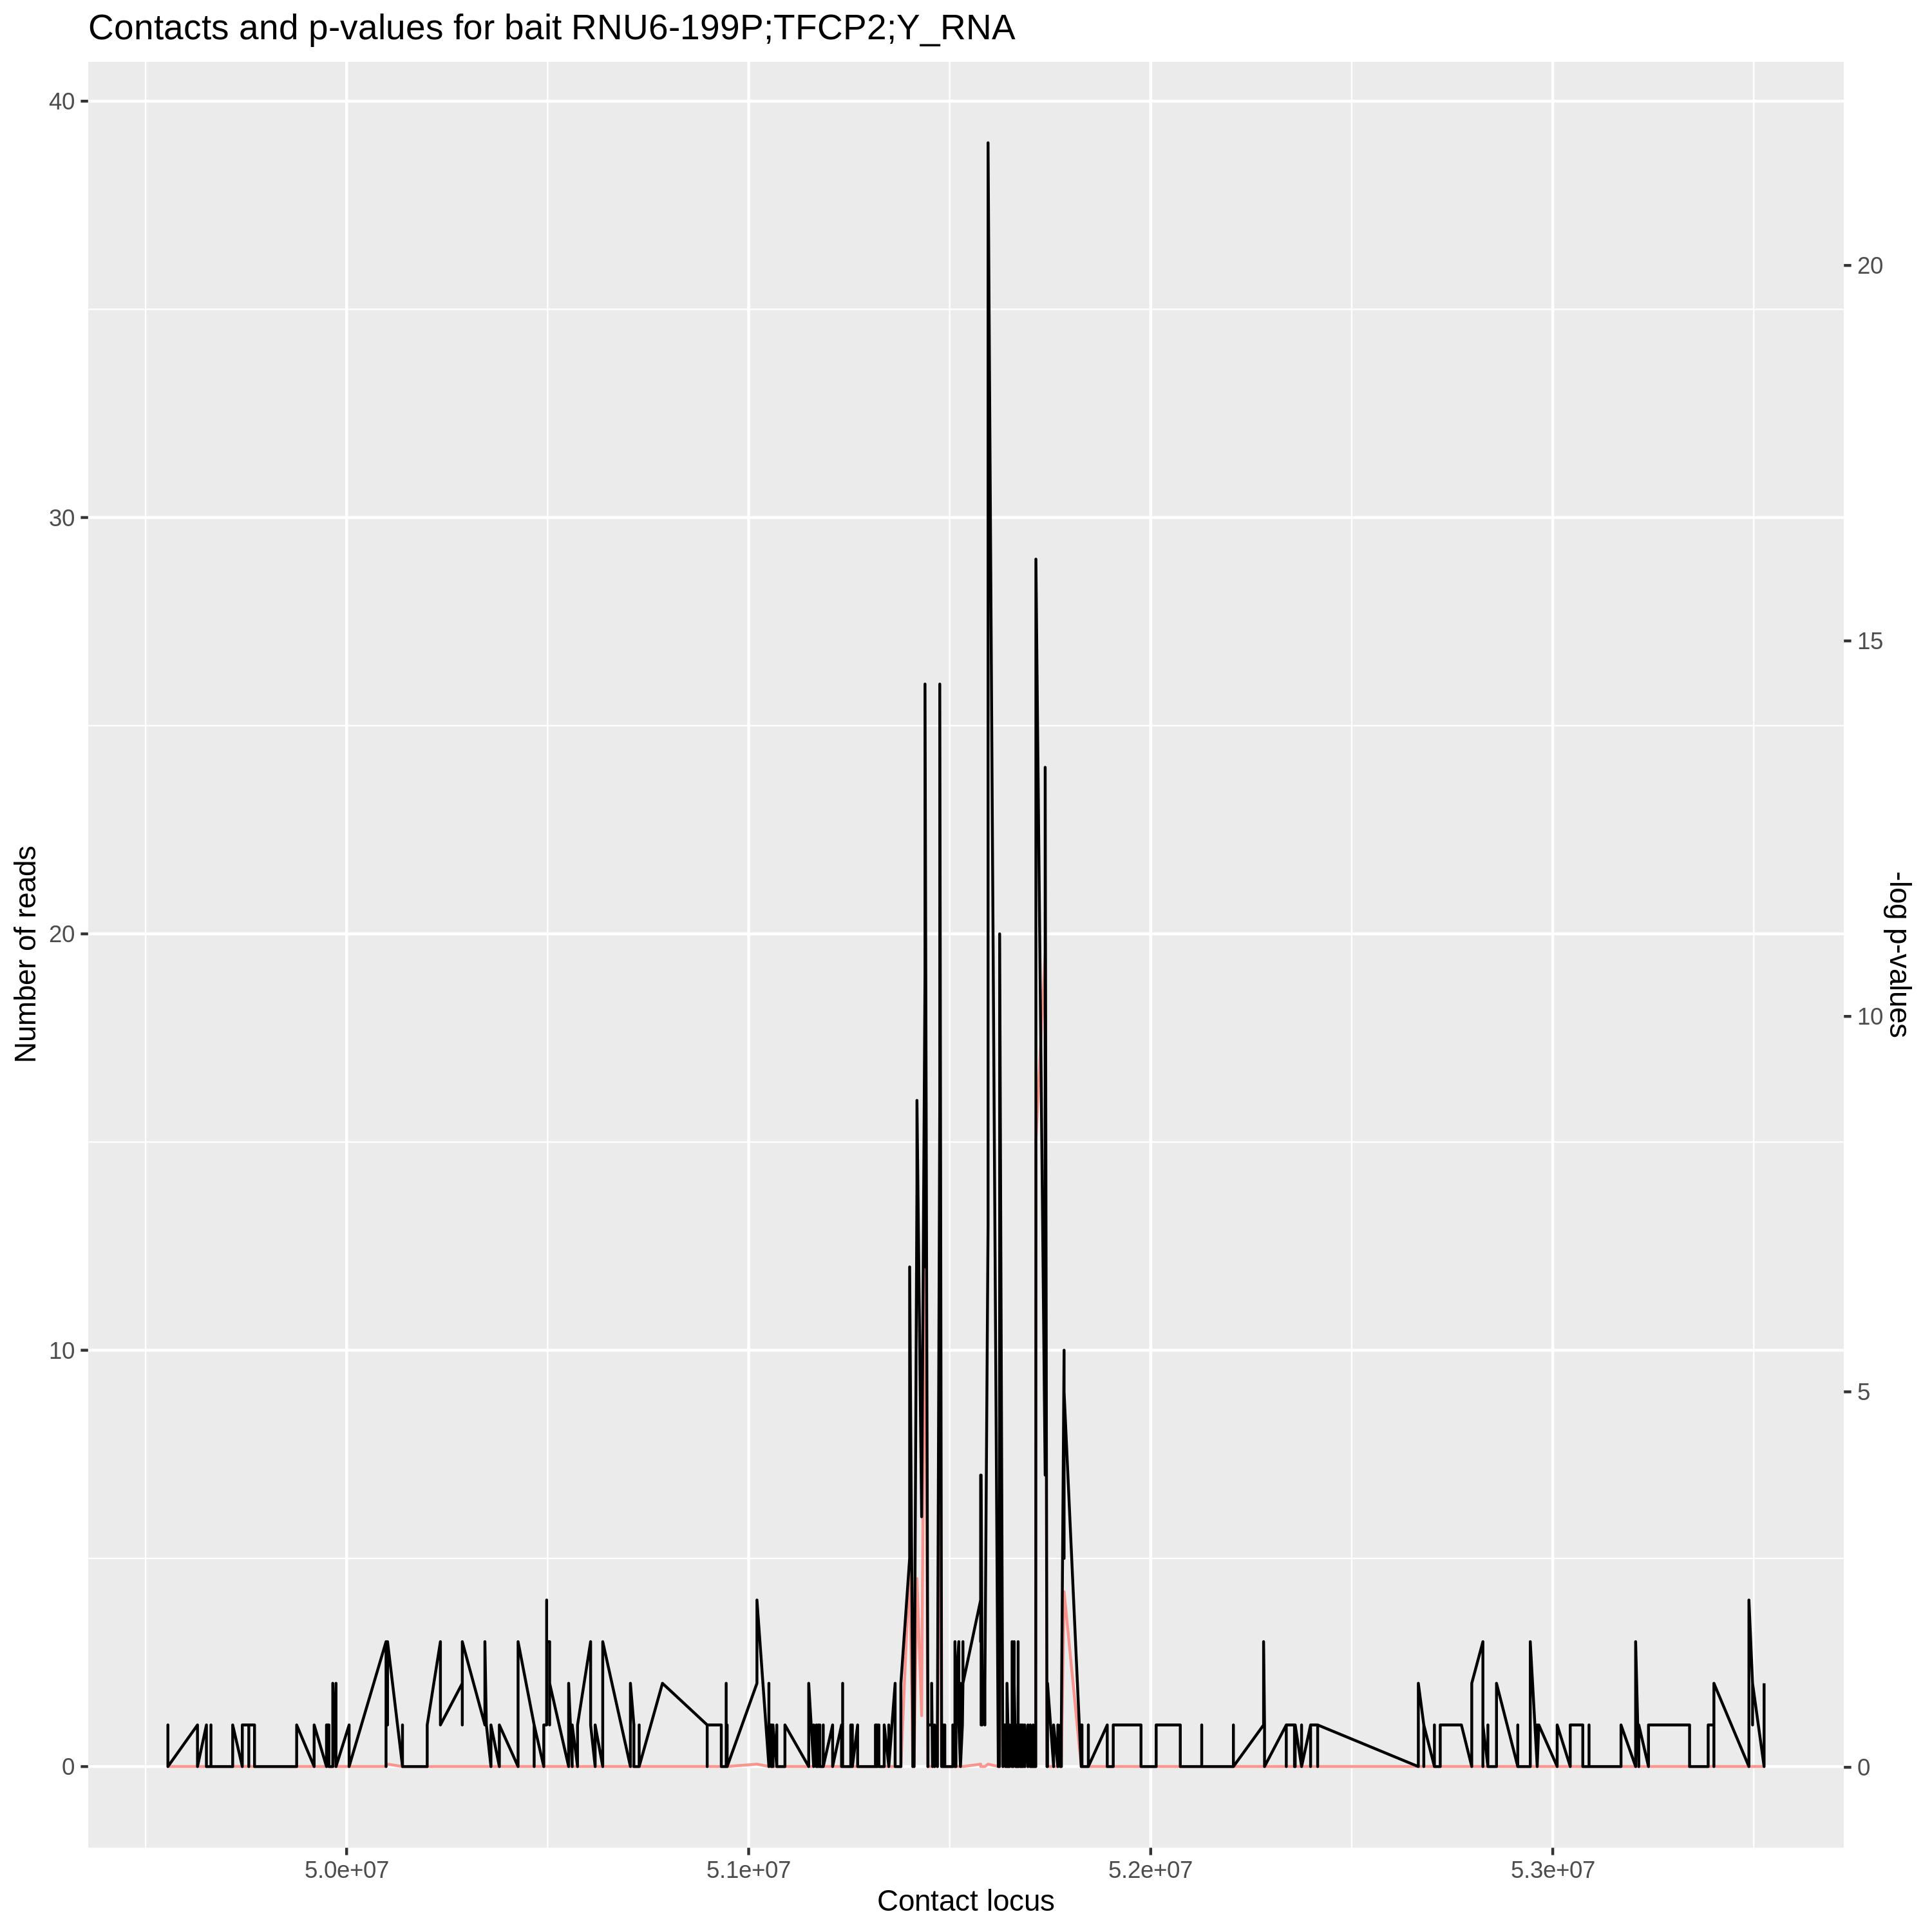 Contacts and p-values for bait RNU6-199P;TFCP2;Y_RNA
40
30
20
10
0
Number of reads
20
15
10
5
0
-log p-values
5.0e+07
5.1e+07
5.2e+07
5.3e+07
Contact locus